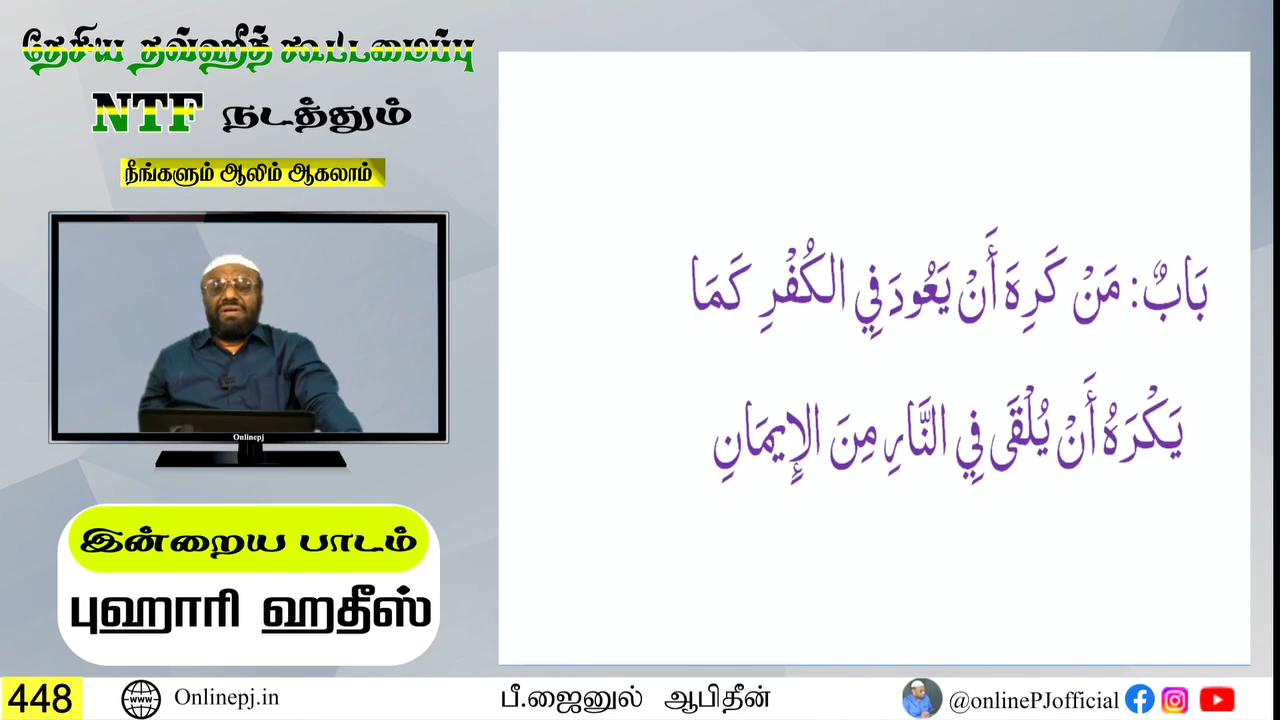 தேசிய தவ்ஹீத் கூட்டமைப்பு
NTF நடத்தும்
நீங்களும் ஆலிம் ஆகலாம்
Onlinepj
இன்றைய பாடம்
புஹாரி ஹதீஸ்
بَابٌ: مَنْ كَرِهَ أَنْ يَعُودَ فِي الكُفْرِ كَمَا
يَكْرَهُ أَنْ يُلْقَى فِي النَّارِ مِنَ الإِيمَانِ
448
www
Onlinepj.in
பீ.ஜைனுல் ஆபிதீன்
@onlinePJofficial